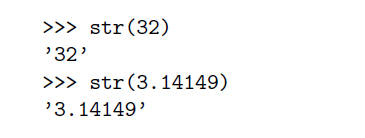 >>> str(32)
’32’
>>> str(3.14149)
’3.14149’